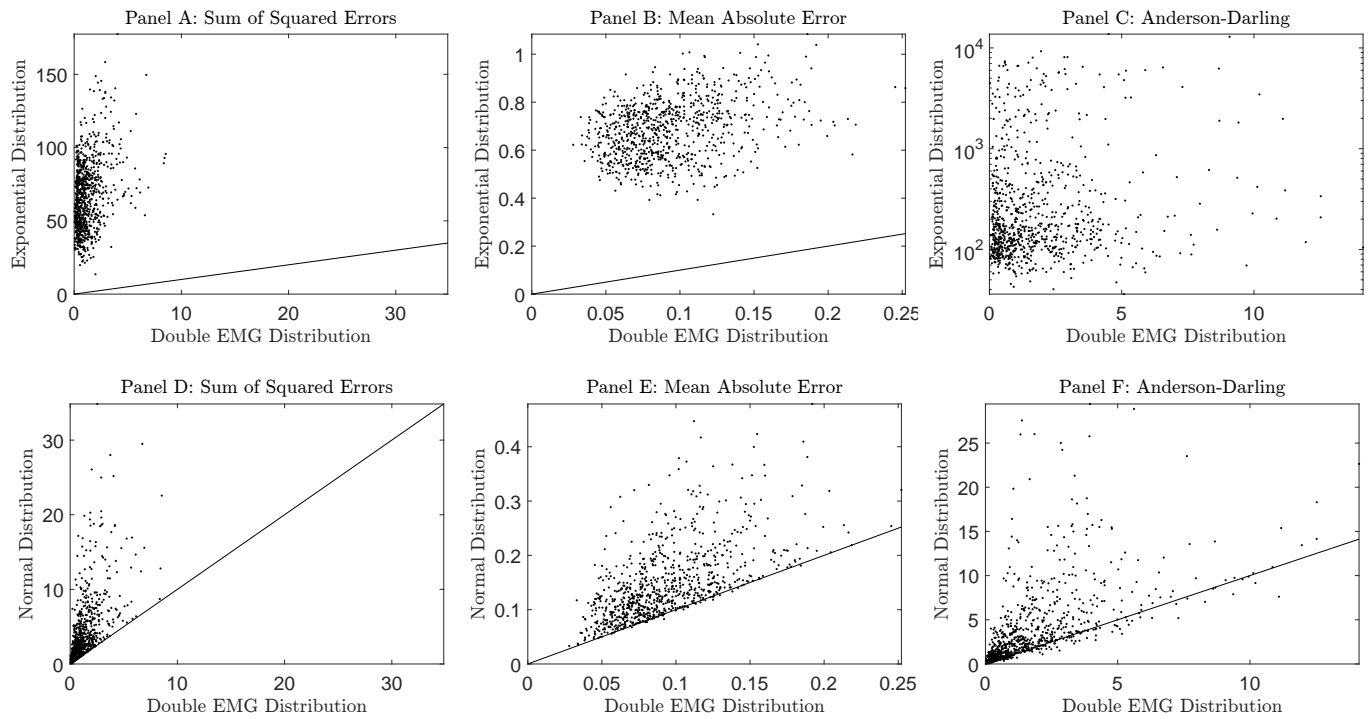 Panel A: Sum of Squared Errors
Exponential Distribution
150
100
50
0
0 10 20 30
Double EMG Distribution
Panel B: Mean Absolute Error
Exponential Distribution
1
0.8
0.6
0.4
0.2
0
0 0.05 0.1 0.15 0.2 0.25
Double EMG Distribution
Panel C: Anderson-Darling
Exponential Distribution
10^4
10^3
10^2
0 5 10
Double EMG Distribution
Panel D: Sum of Squared Errors
Normal Distribution
30
20
10
0
0 10 20 30
Double EMG Distribution
Panel E: Mean Absolute Error
Normal Distribution
0.4
0.3
0.2
0.1
0
0 0.05 0.1 0.15 0.2 0.25
Double EMG Distribution
Panel F: Anderson-Darling
Normal Distribution
25
20
15
10
5
0
0 5 10
Double EMG Distribution